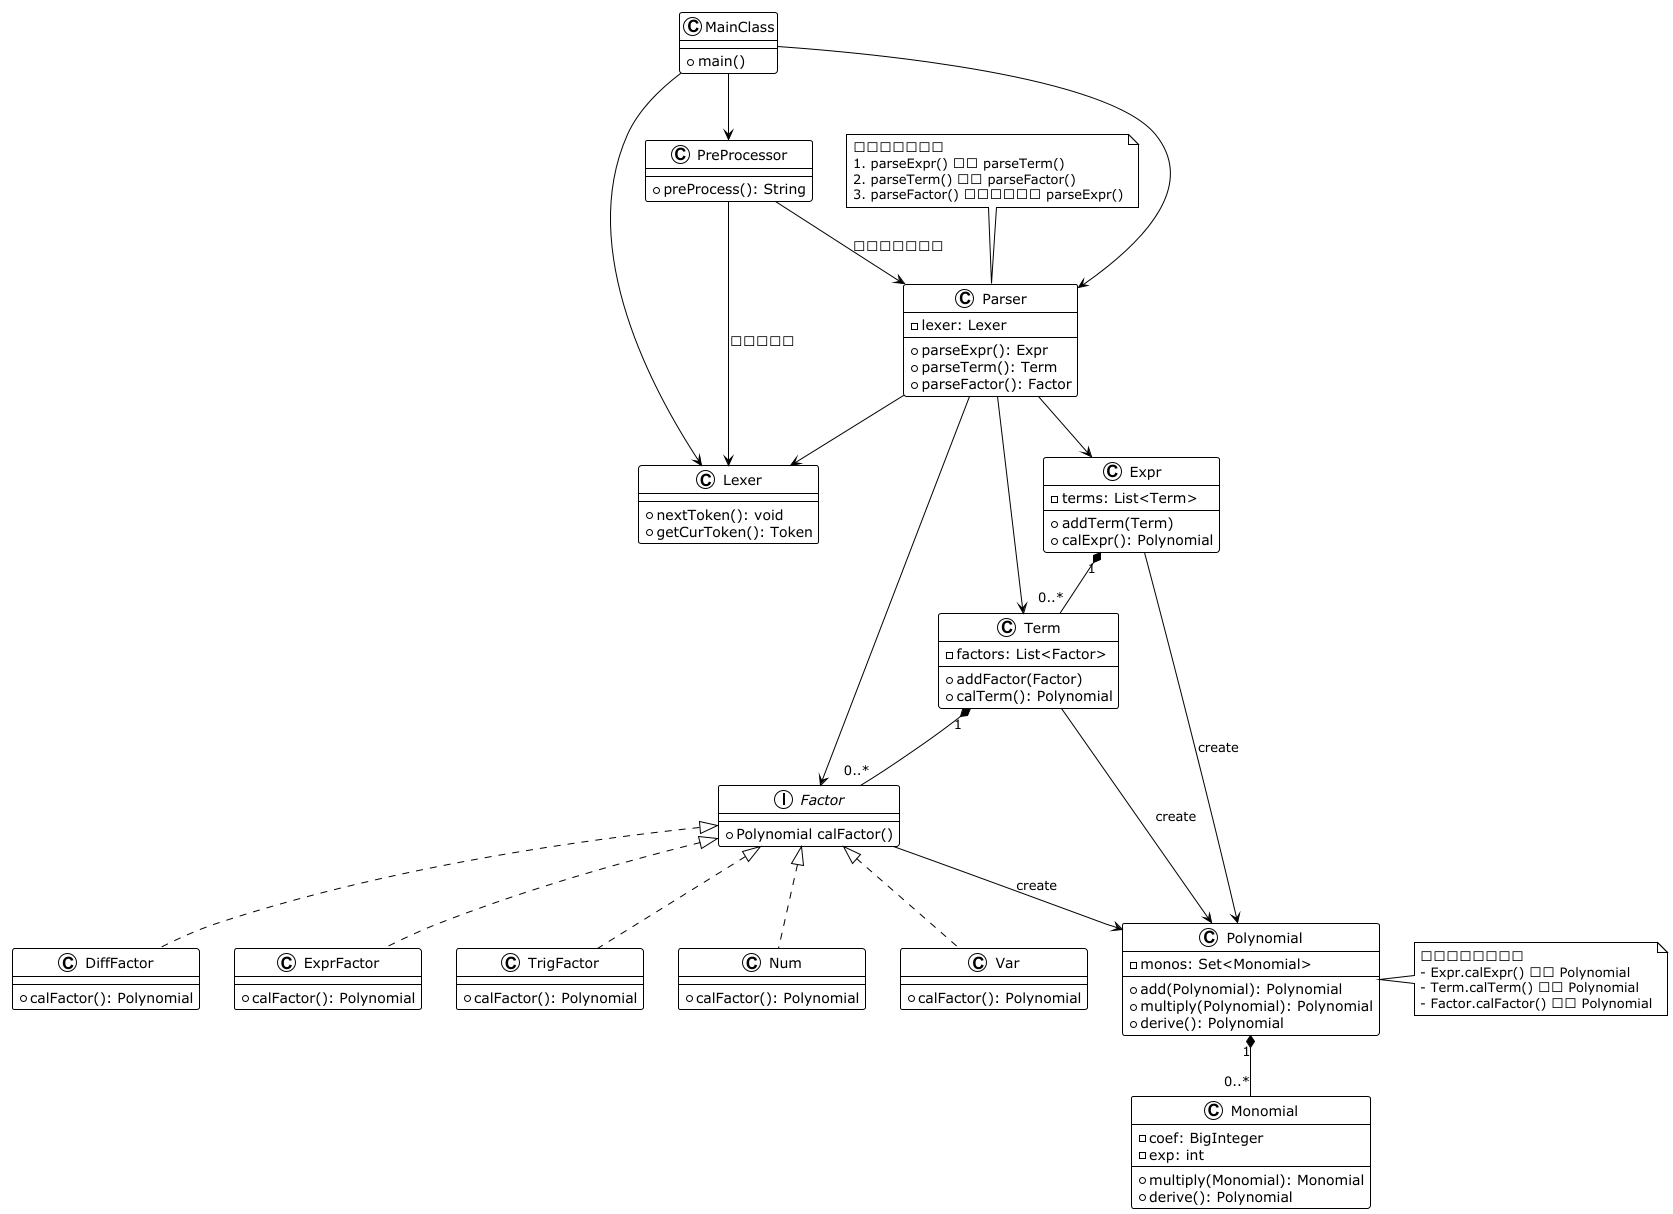 C MainClass
main()
C PreProcessor
preProcess(): String
1. parseExpr() parseTerm()
2. parseTerm() parseFactor()
3. parseFactor() parseExpr()
C Parser
lexer: Lexer
parseExpr(): Expr
parseTerm(): Term
parseFactor(): Factor
C Lexer
nextToken(): void
getCurToken(): Token
C Expr
terms: List<Term>
addTerm(Term)
calExpr(): Polynomial
1
0..*
C Term
factors: List<Factor>
addFactor(Factor)
calTerm(): Polynomial
1
0..*
create
create
I Factor
Polynomial calFactor()
create
C DiffFactor
calFactor(): Polynomial
C ExprFactor
calFactor(): Polynomial
C TrigFactor
calFactor(): Polynomial
C Num
calFactor(): Polynomial
C Var
calFactor(): Polynomial
C Polynomial
monos: Set<Monomial>
add(Polynomial): Polynomial
multiply(Polynomial): Polynomial
derive(): Polynomial
- Expr.calExpr() Polynomial
- Term.calTerm() Polynomial
- Factor.calFactor() Polynomial
1
0..*
C Monomial
coef: BigInteger
exp: int
multiply(Monomial): Monomial
derive(): Polynomial